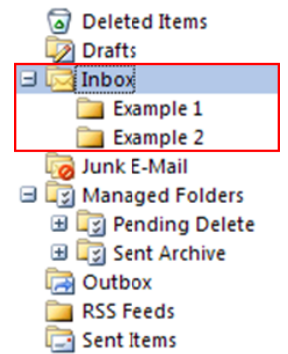 Deleted Items
Drafts
Inbox
Example 1
Example 2
Junk E-Mail
Managed Folders
Pending Delete
Sent Archive
Outbox
RSS Feeds
Sent Items